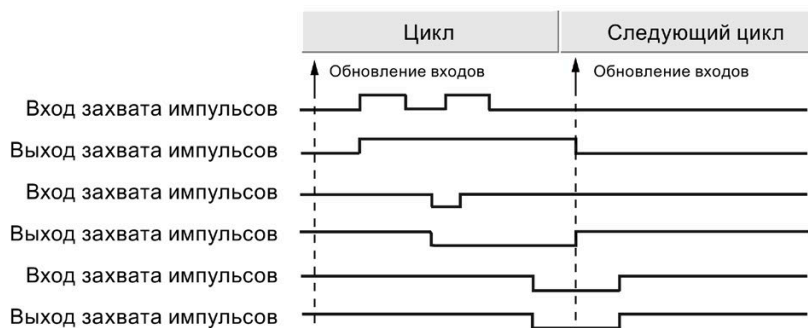 Цикл
Следующий цикл
Обновление входов
Обновление входов
Вход захвата импульсов
Выход захвата импульсов
Вход захвата импульсов
Выход захвата импульсов
Вход захвата импульсов
Выход захвата импульсов